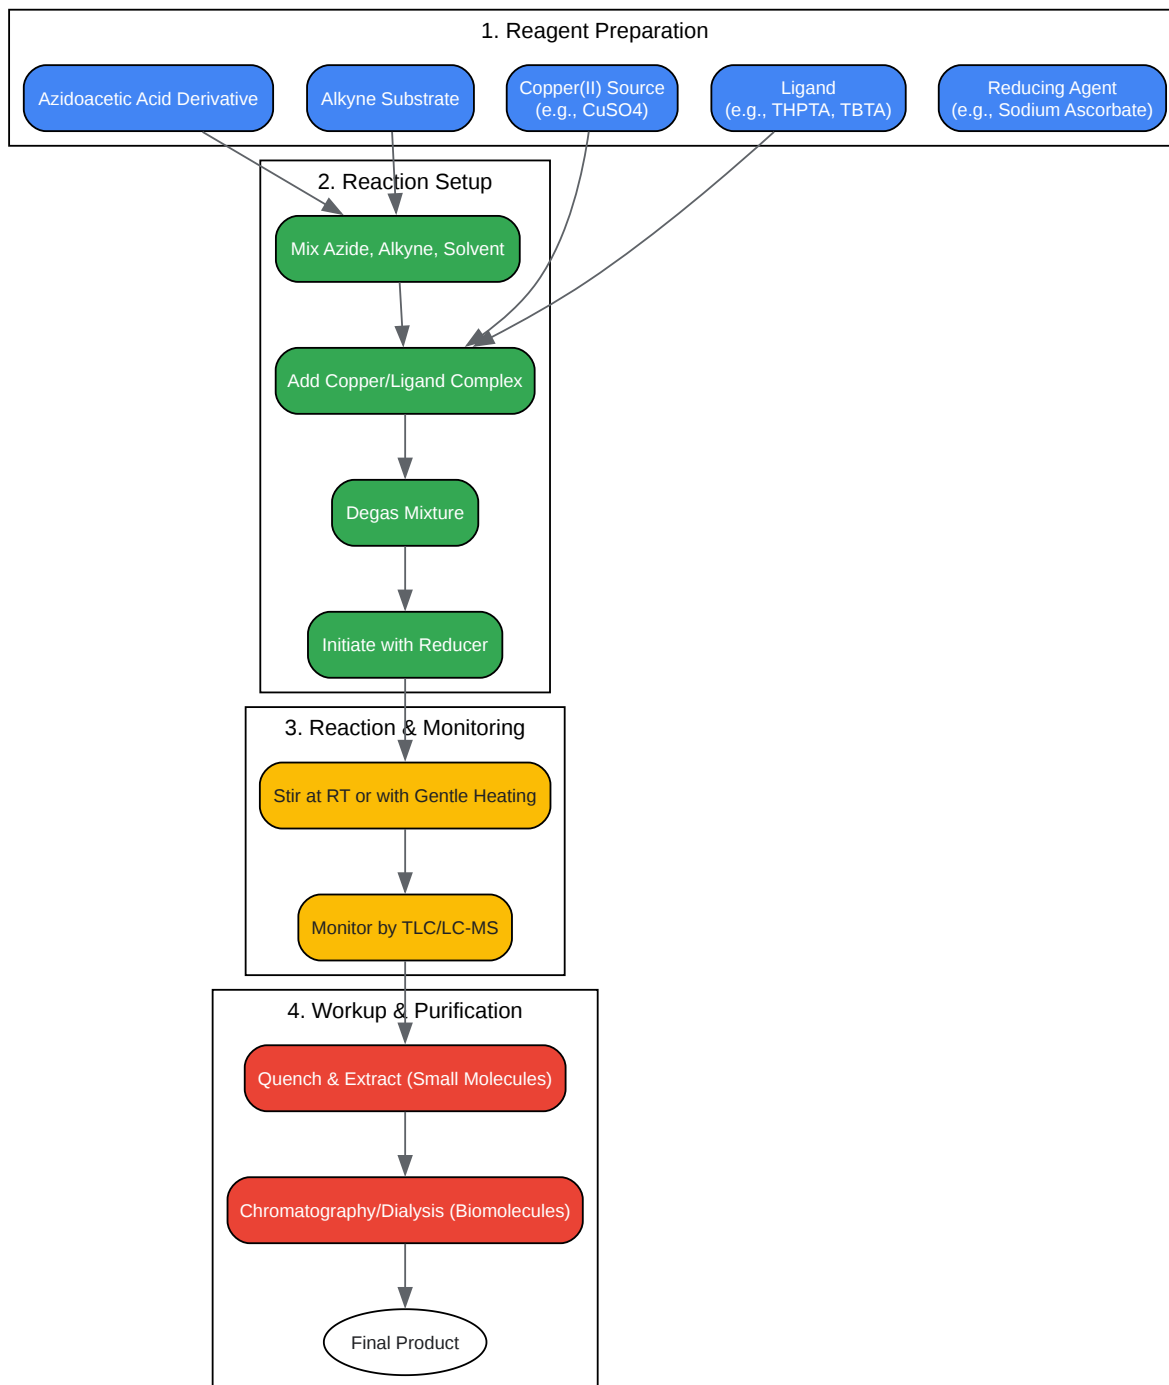 1. Reagent Preparation
Azidoacetic Acid Derivative
Alkyne Substrate
Copper(II) Source
(e.g., CuSO4)
Ligand
(e.g., THPTA, TBTA)
Reducing Agent
(e.g., Sodium Ascorbate)
2. Reaction Setup
Mix Azide, Alkyne, Solvent
Add Copper/Ligand Complex
Degas Mixture
Initiate with Reducer
3. Reaction & Monitoring
Stir at RT or with Gentle Heating
Monitor by TLC/LC-MS
4. Workup & Purification
Quench & Extract (Small Molecules)
Chromatography/Dialysis (Biomolecules)
Final Product